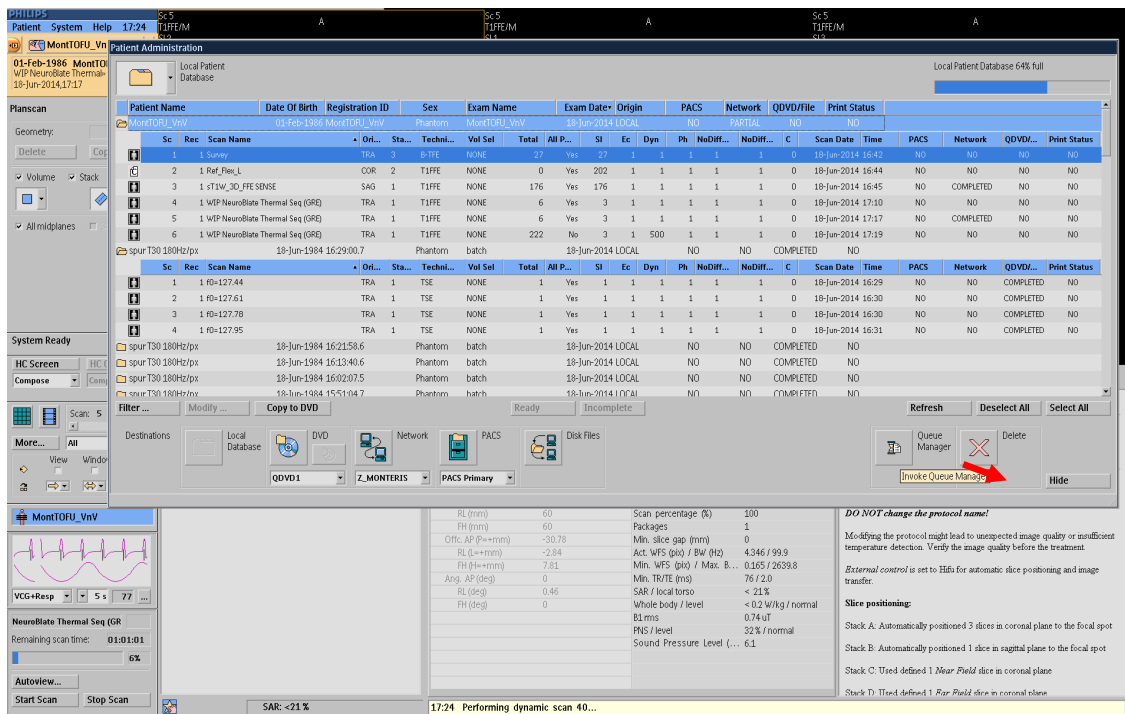 PHILIPS
Patient System Help 17:24
Sc 5
T1FFE/M
A
Sc 5
T1FFE/M
SL1
A
Sc 5
T1FFE/M
A
MontTOFU_Vn
01-Feb-1986 MontTO
WIP NeuroBlate Thermal
18-Jun-2014,17:17
Planscan
Geometry:
Delete
Volume Stack
All midplanes
System Ready
HC Screen
Compose
Scan: 5
More... All
View Windo
Patient Administration
Local Patient
Database
Local Patient Database 64% full
Patient Name Date Of Birth Registration ID Sex Exam Name Exam Date Origin PACS Network QDVD/File Print Status
MontTOFU_VnV 01-Feb-1986 MontTOFU_VnV Phantom MontTOFU_VnV 18-Jun-2014 LOCAL NO PARTIAL NO NO
Sc Rec Scan Name Ori... Sta... Techni... Vol Sel Total All P... Sl Ec Dyn Ph NoDiff... NoDiff... C Scan Date Time PACS Network QDVD/... Print Status
1 1 Survey TRA 3 B-TFE NONE 27 Yes 27 1 1 1 1 1 0 18-Jun-2014 16:42 NO NO NO NO
2 1 Ref_Flex_L COR 2 T1FFE NONE 0 Yes 202 1 1 1 1 1 0 18-Jun-2014 16:44 NO NO NO NO
3 1 sT1W_3D_FFE SENSE SAG 1 T1FFE NONE 176 Yes 176 1 1 1 1 1 0 18-Jun-2014 16:45 NO COMPLETED NO NO
4 1 WIP NeuroBlate Thermal Seq (GRE) TRA 1 T1FFE NONE 6 Yes 3 1 1 1 1 1 0 18-Jun-2014 17:10 NO NO NO NO
5 1 WIP NeuroBlate Thermal Seq (GRE) TRA 1 T1FFE NONE 6 Yes 3 1 1 1 1 1 0 18-Jun-2014 17:17 NO COMPLETED NO NO
6 1 WIP NeuroBlate Thermal Seq (GRE) TRA 1 T1FFE NONE 222 No 3 1 500 1 1 1 0 18-Jun-2014 17:19 NO NO NO NO
spur T30 180Hz/px 18-Jun-1984 16:29:00.7 Phantom batch 18-Jun-2014 LOCAL NO NO COMPLETED NO
Sc Rec Scan Name Ori... Sta... Techni... Vol Sel Total All P... Sl Ec Dyn Ph NoDiff... NoDiff... C Scan Date Time PACS Network QDVD/... Print Status
1 1 f0=127.44 TRA 1 TSE NONE 1 Yes 1 1 1 1 1 1 0 18-Jun-2014 16:29 NO NO COMPLETED NO
2 1 f0=127.61 TRA 1 TSE NONE 1 Yes 1 1 1 1 1 1 0 18-Jun-2014 16:30 NO NO COMPLETED NO
3 1 f0=127.78 TRA 1 TSE NONE 1 Yes 1 1 1 1 1 1 0 18-Jun-2014 16:30 NO NO COMPLETED NO
4 1 f0=127.95 TRA 1 TSE NONE 1 Yes 1 1 1 1 1 1 0 18-Jun-2014 16:31 NO NO COMPLETED NO
spur T30 180Hz/px 18-Jun-1984 16:21:58.6 Phantom batch 18-Jun-2014 LOCAL NO NO COMPLETED NO
spur T30 180Hz/px 18-Jun-1984 16:13:40.6 Phantom batch 18-Jun-2014 LOCAL NO NO COMPLETED NO
spur T30 180Hz/px 18-Jun-1984 16:02:07.5 Phantom batch 18-Jun-2014 LOCAL NO NO COMPLETED NO
spur T30 180Hz/px 18-Jun-1984 15:51:04.7 Phantom batch 18-Jun-2014 LOCAL NO NO COMPLETED NO
Filter ... Modify ... Copy to DVD Ready Incomplete Refresh Deselect All Select All
Destinations Local Database DVD Network PACS Disk Files Queue Manager Delete
QDVD1 Z_MONTERIS PACS Primary
Invoke Queue Manage
Hide
MontTOFU_VnV
VCG+Resp 5 s 77 ...
NeuroBlate Thermal Seq (GR
Remaining scan time: 01:01:01
6%
Autoview...
Start Scan Stop Scan
RL (mm) 60
FH (mm) 60
Offc. AP (P=+mm) -30.78
RL (L=+mm) -2.84
FH (H=+mm) 7.81
Ang. AP (deg) 0
RL (deg) 0.46
FH (deg) 0
Scan percentage (%) 100
Packages 1
Min. slice gap (mm) 0
Act. WFS (pix) / BW (Hz) 4.346 / 99.9
Min. WFS (pix) / Max. B... 0.165 / 2639.8
Min. TR/TE (ms) 76 / 2.0
SAR / local torso < 21%
Whole body / level < 0.2 W/kg / normal
B1 rms 0.74 uT
PNS / level 32% / normal
Sound Pressure Level (... 6.1
DO NOT change the protocol name!
Modifying the protocol might lead to unexpected image quality or insufficient
temperature detection. Verify the image quality before the treatment.
External control is set to Hifu for automatic slice positioning and image
transfer.
Slice positioning:
Stack A: Automatically positioned 3 slices in coronal plane to the focal spot
Stack B: Automatically positioned 1 slice in sagittal plane to the focal spot
Stack C: Used defined 1 Near Field slice in coronal plane
Stack D: Used defined 1 Far Field slice in coronal plane
SAR: <21 %
17:24 Performing dynamic scan 40...